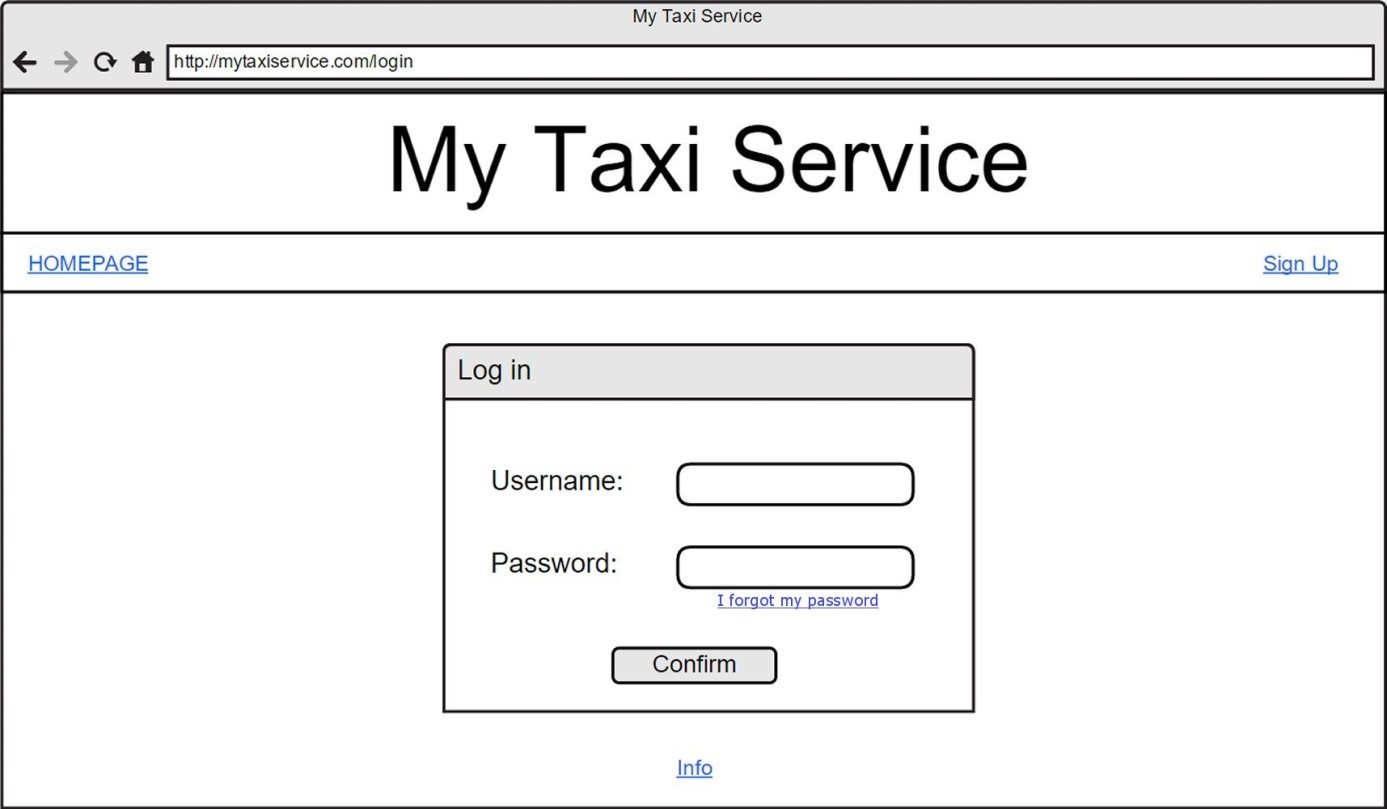 My Taxi Service
http://mytaxiservice.com/login
My Taxi Service
HOMEPAGE Sign Up
Log in
Username:
Password:
I forgot my password
Confirm
Info